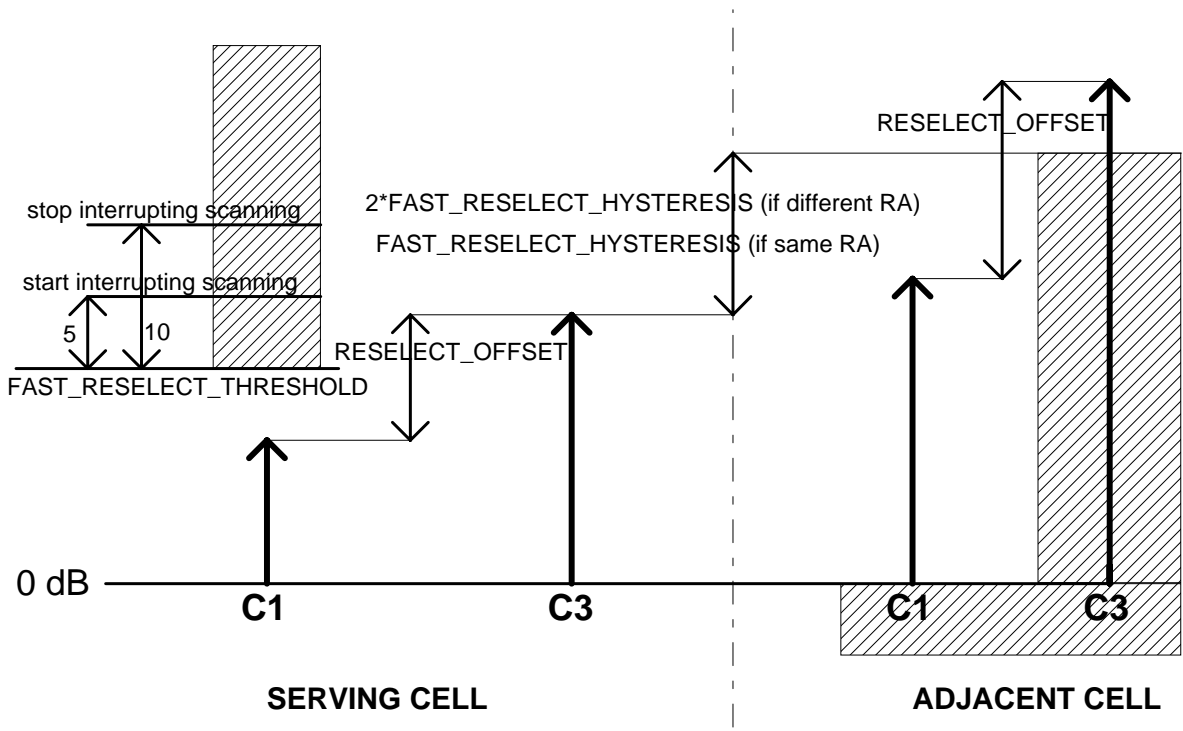 RESELECT_OFFSET
2*FAST_RESELECT_HYSTERESIS (if different RA)
stop interrupting scanning
FAST_RESELECT_HYSTERESIS (if same RA)
start interrupting scanning
5
10
RESELECT_OFFSET
FAST_RESELECT_THRESHOLD
0 dB
C1
C3
C1
C3
SERVING CELL
ADJACENT CELL